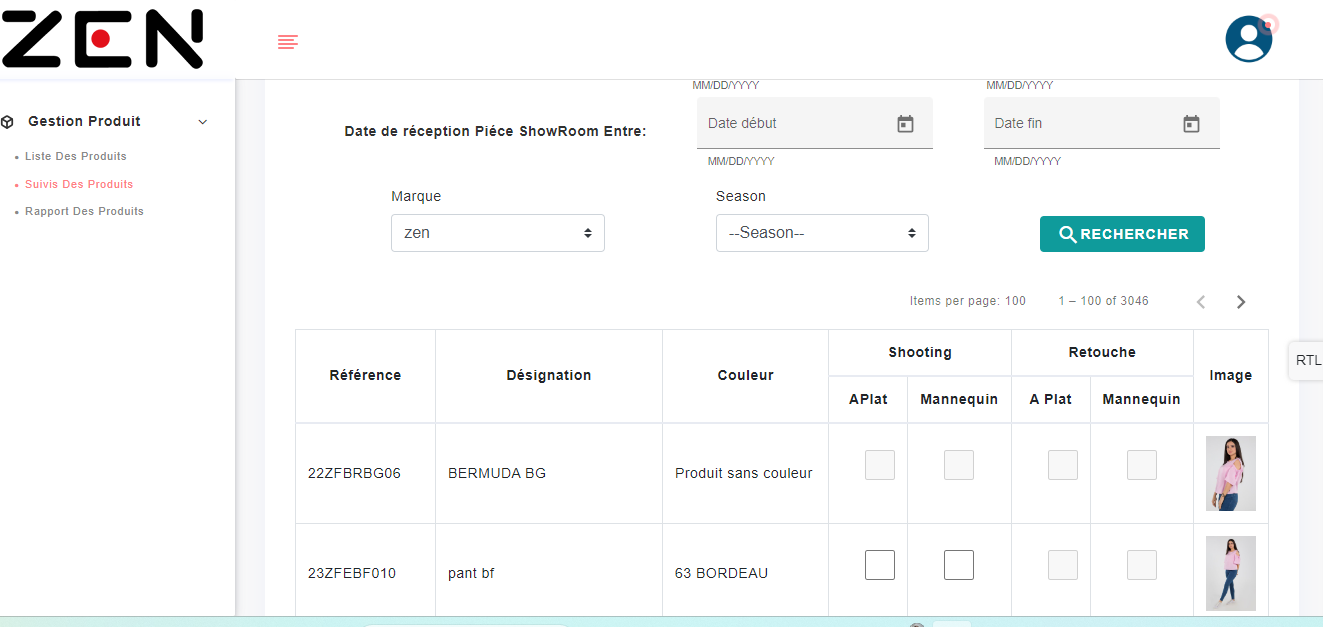 ZEN
Gestion Produit
Liste Des Produits
Suivis Des Produits
Rapport Des Produits
MM/DD/YYYY
MM/DD/YYYY
Date de réception Piéce ShowRoom Entre:
Date début
Date fin
MM/DD/YYYY
MM/DD/YYYY
Marque
Season
zen
--Season--
RECHERCHER
Items per page: 100
1 – 100 of 3046
RTL
Référence
Désignation
Couleur
Shooting
Retouche
Image
APlat
Mannequin
A Plat
Mannequin
22ZFBRBG06
BERMUDA BG
Produit sans couleur
23ZFEBF010
pant bf
63 BORDEAU